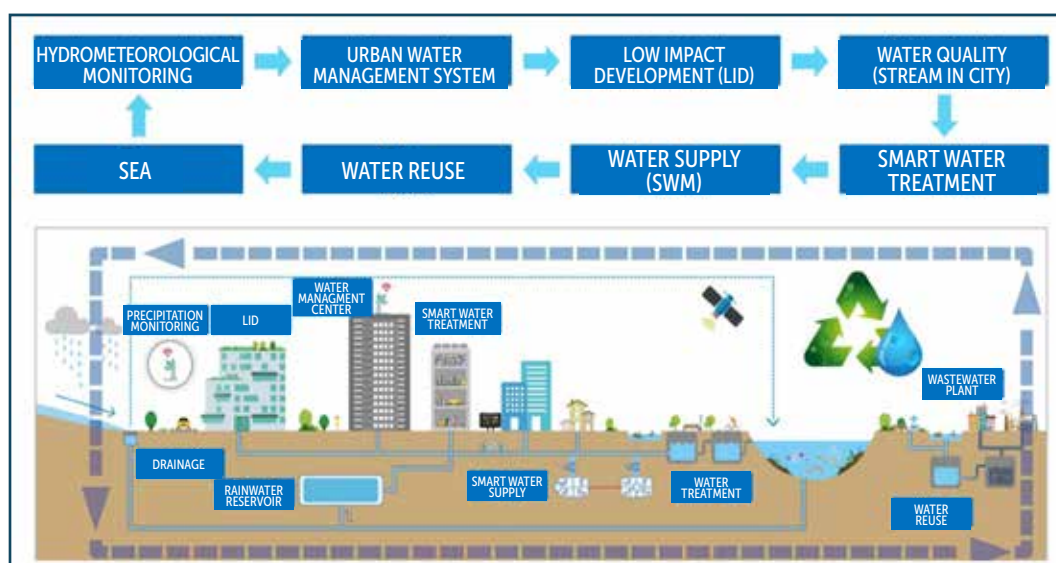 HYDROMETEOROLOGICAL
MONITORING
URBAN WATER
MANAGEMENT SYSTEM
LOW IMPACT
DEVELOPMENT (LID)
WATER QUALITY
(STREAM IN CITY)
SEA
WATER REUSE
WATER SUPPLY
(SWM)
SMART WATER
TREATMENT
PRECIPITATION
MONITORING
LID
WATER
MANAGMENT
CENTER
SMART WATER
TREATMENT
WASTEWATER
PLANT
DRAINAGE
RAINWATER
RESERVOIR
SMART WATER
SUPPLY
WATER
TREATMENT
WATER
REUSE